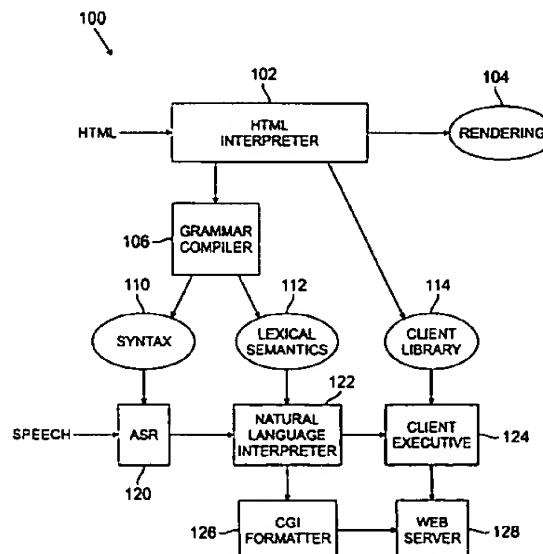 100
102
104
HTML
HTML
INTERPRETER
RENDERING
106
GRAMMAR
COMPILER
110
112
114
SYNTAX
LEXICAL
SEMANTICS
CLIENT
LIBRARY
122
SPEECH
ASR
NATURAL
LANGUAGE
INTERPRETER
CLIENT
EXECUTIVE
124
120
126
CGI
FORMATTER
WEB
SERVER
128